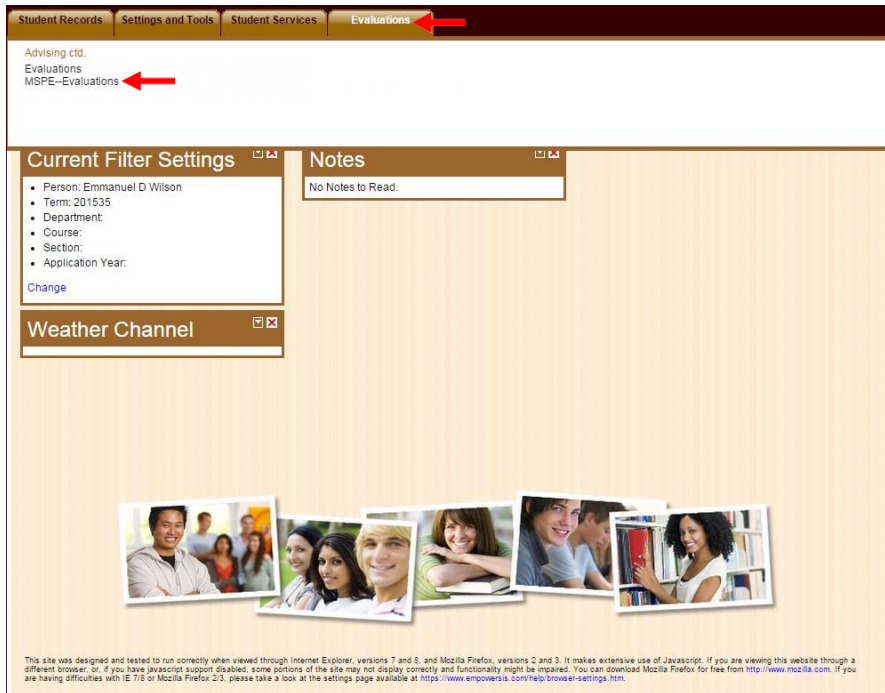 Student Records Settings and Tools Student Services Evaluations
Advising ctd.
Evaluations
MSPE--Evaluations
Current Filter Settings
Person: Emmanuel D Wilson
Term: 201535
Department:
Course:
Section:
Application Year:
Change
Notes
No Notes to Read.
Weather Channel
This site was designed and tested to run correctly when viewed through Internet Explorer, versions 7 and 8, and Mozilla Firefox, versions 2 and 3. It makes extensive use of Javascript. If you are viewing this website through a
different browser, or, if you have javascript support disabled, some portions of the site may not display correctly and functionality might be impaired. You can download Mozilla Firefox for free from http://www.mozilla.com. If you
are having difficulties with IE 7/8 or Mozilla Firefox 2/3, please take a look at the settings page available at https://www.empowersis.com/help/browser-settings.htm.